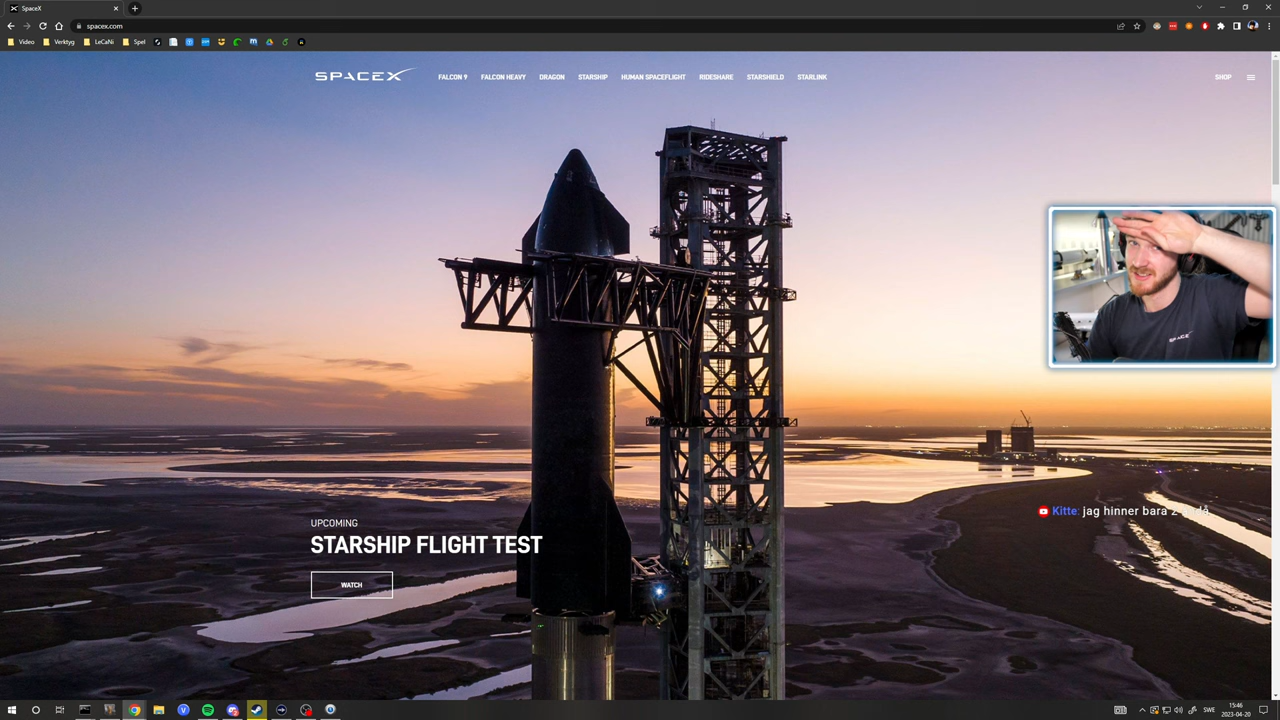 SpaceX
spacex.com
Video Verktyg LeCaNi Spel
SPACEX FALCON 9 FALCON HEAVY DRAGON STARSHIP HUMAN SPACEFLIGHT RIDESHARE STARSHIELD STARLINK SHOP
SPACEX
Kitte: jag hinner bara
UPCOMING
STARSHIP FLIGHT TEST
WATCH
SWE
15:46
2023-04-20